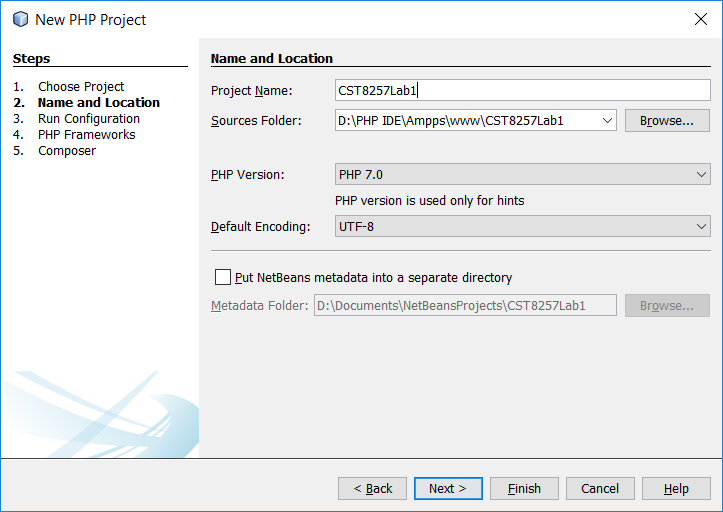 New PHP Project
Steps
1. Choose Project
2. Name and Location
3. Run Configuration
4. PHP Frameworks
5. Composer
Name and Location
Project Name: CST8257Lab1
Sources Folder: D:\PHP IDE\Ampps\www\CST8257Lab1 Browse...
PHP Version: PHP 7.0
PHP version is used only for hints
Default Encoding: UTF-8
Put NetBeans metadata into a separate directory
Metadata Folder: D:\Documents\NetBeansProjects\CST8257Lab1 Browse...
< Back Next > Finish Cancel Help